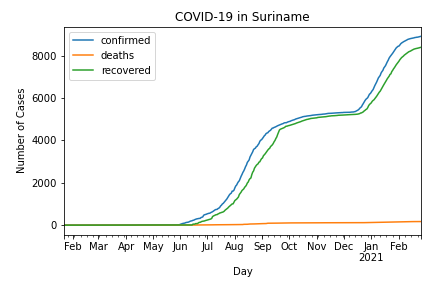 COVID-19 in Suriname
confirmed
deaths
recovered
Number of Cases
8000
6000
4000
2000
0
Feb Mar Apr May Jun Jul Aug Sep Oct Nov Dec Jan Feb
2021
Day